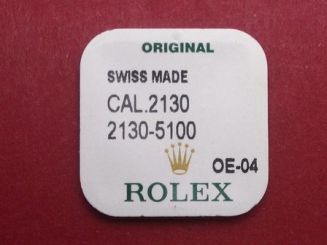 ORIGINAL
SWISS MADE
CAL.2130
2130-5100
OE-04
ROLEX